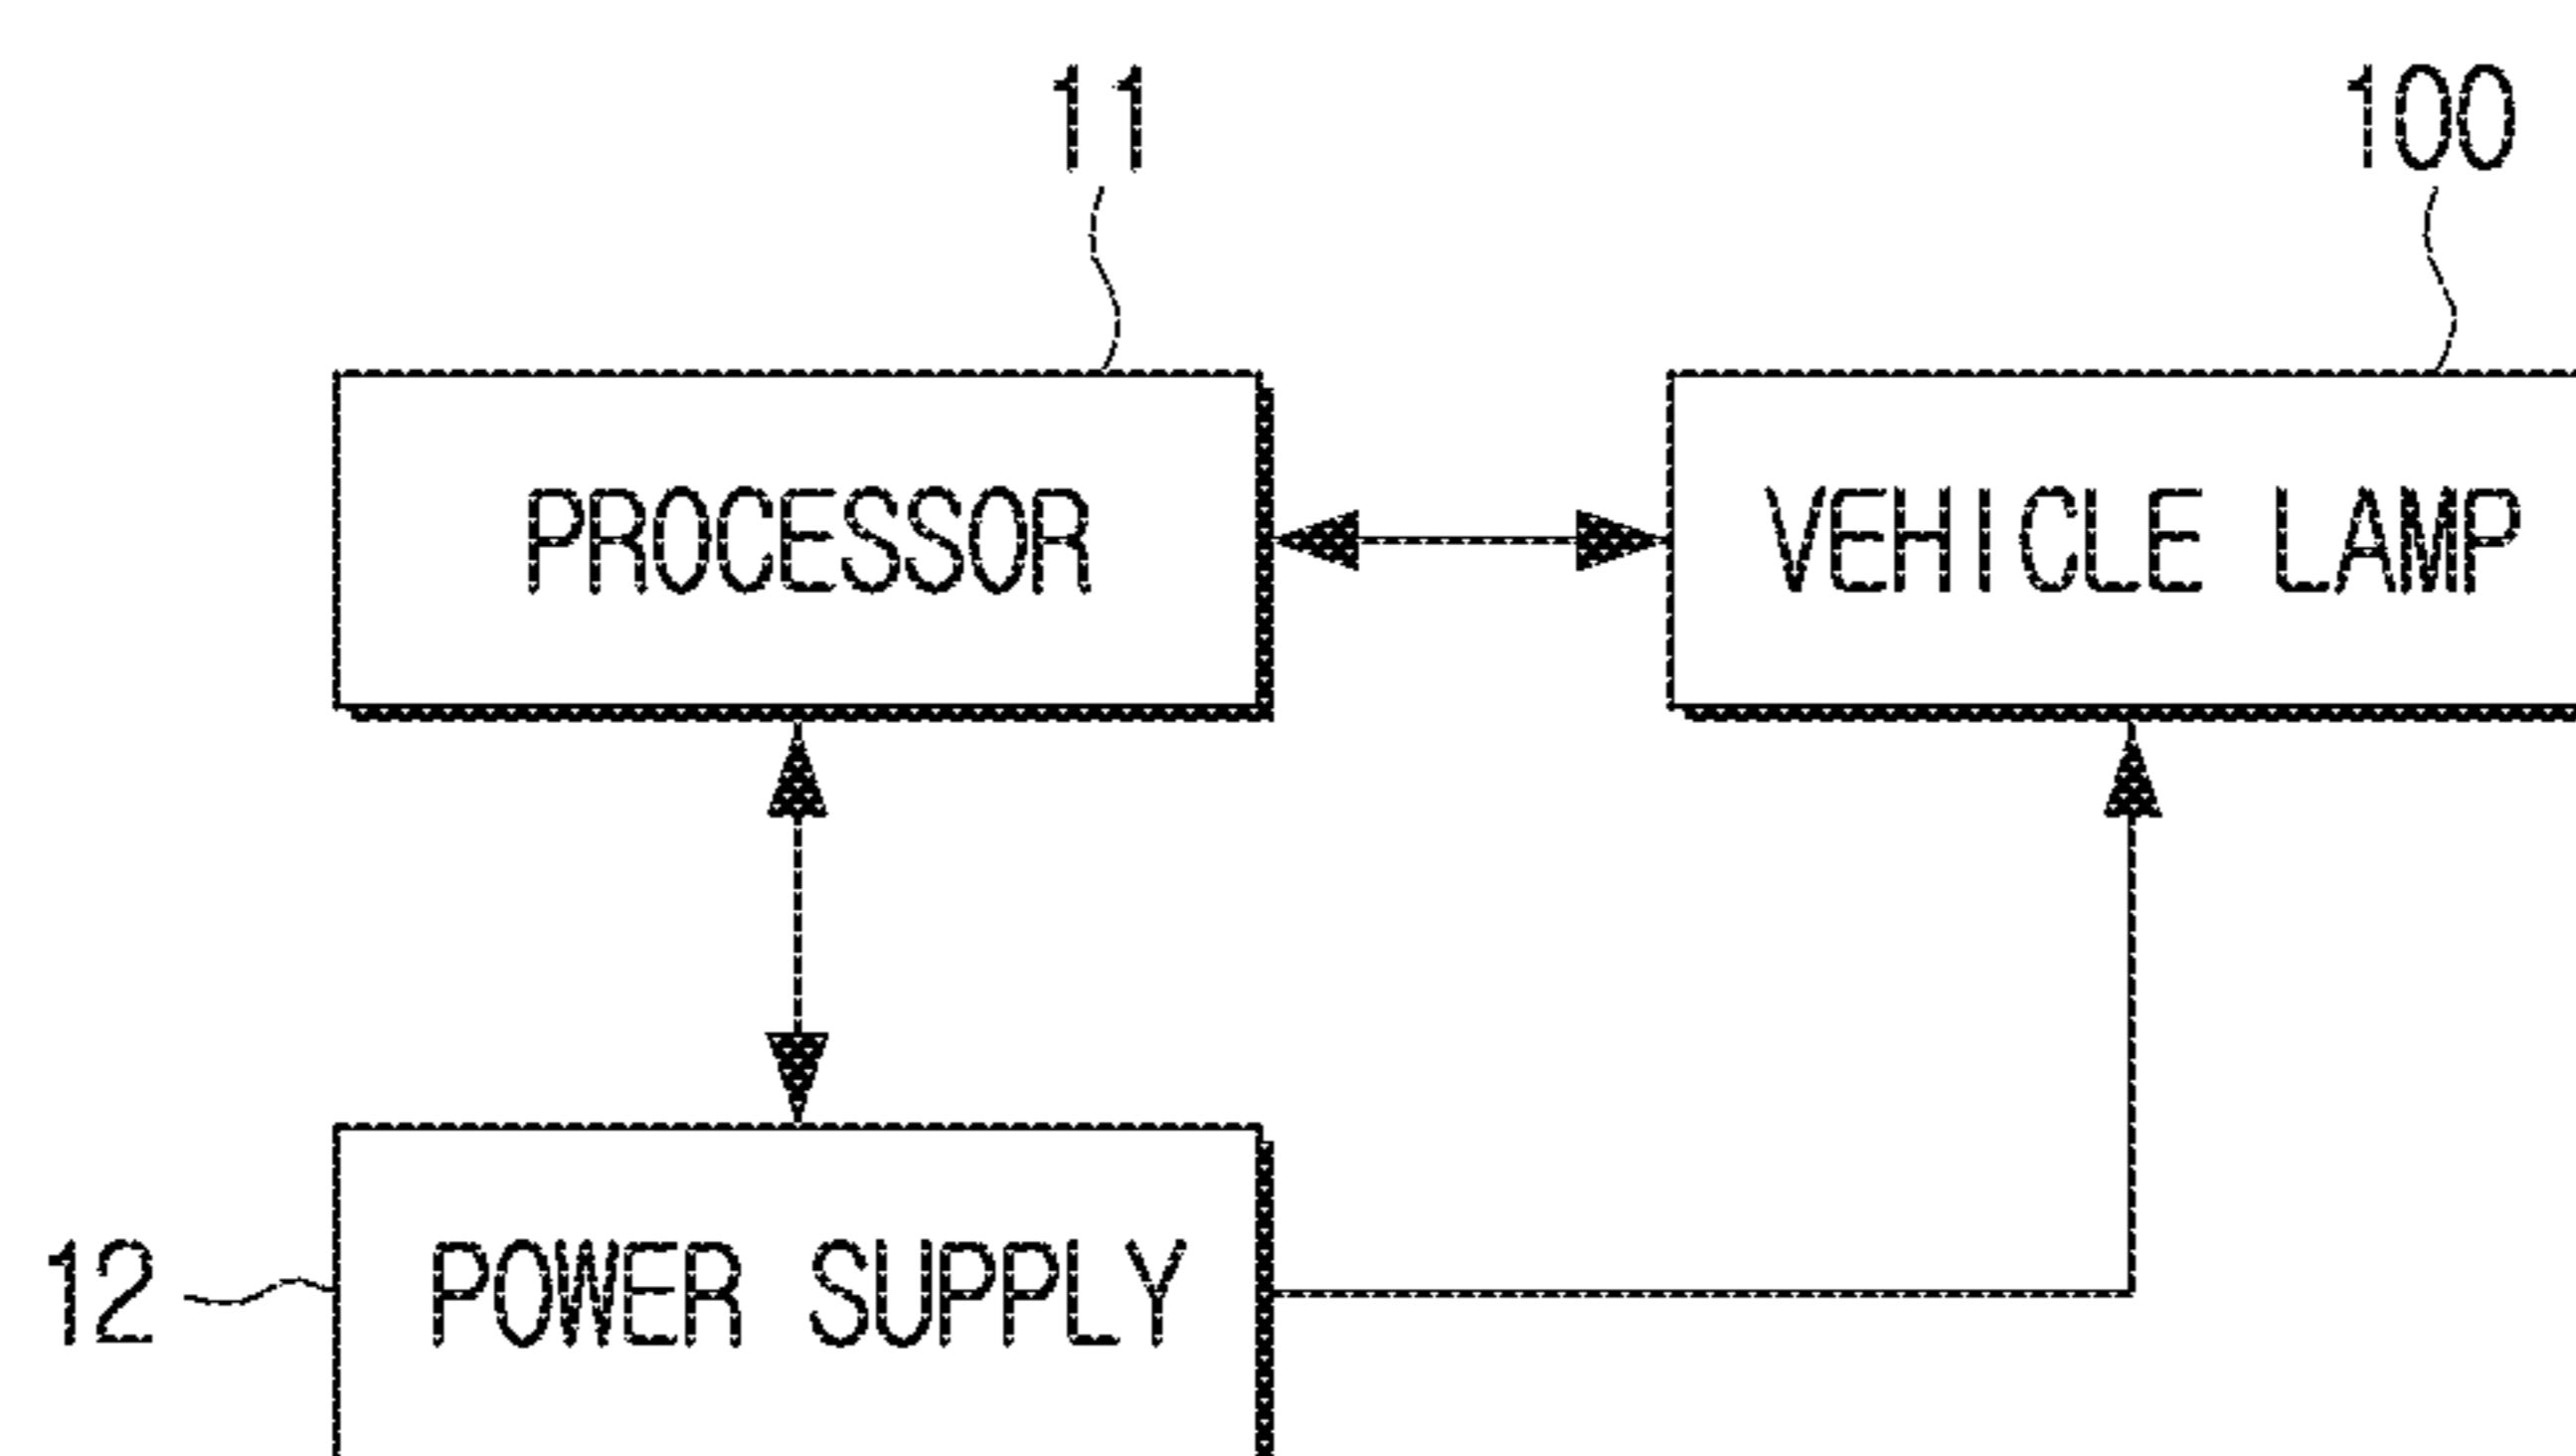 11
100
PROCESSOR
VEHICLE LAMP
12
POWER SUPPLY